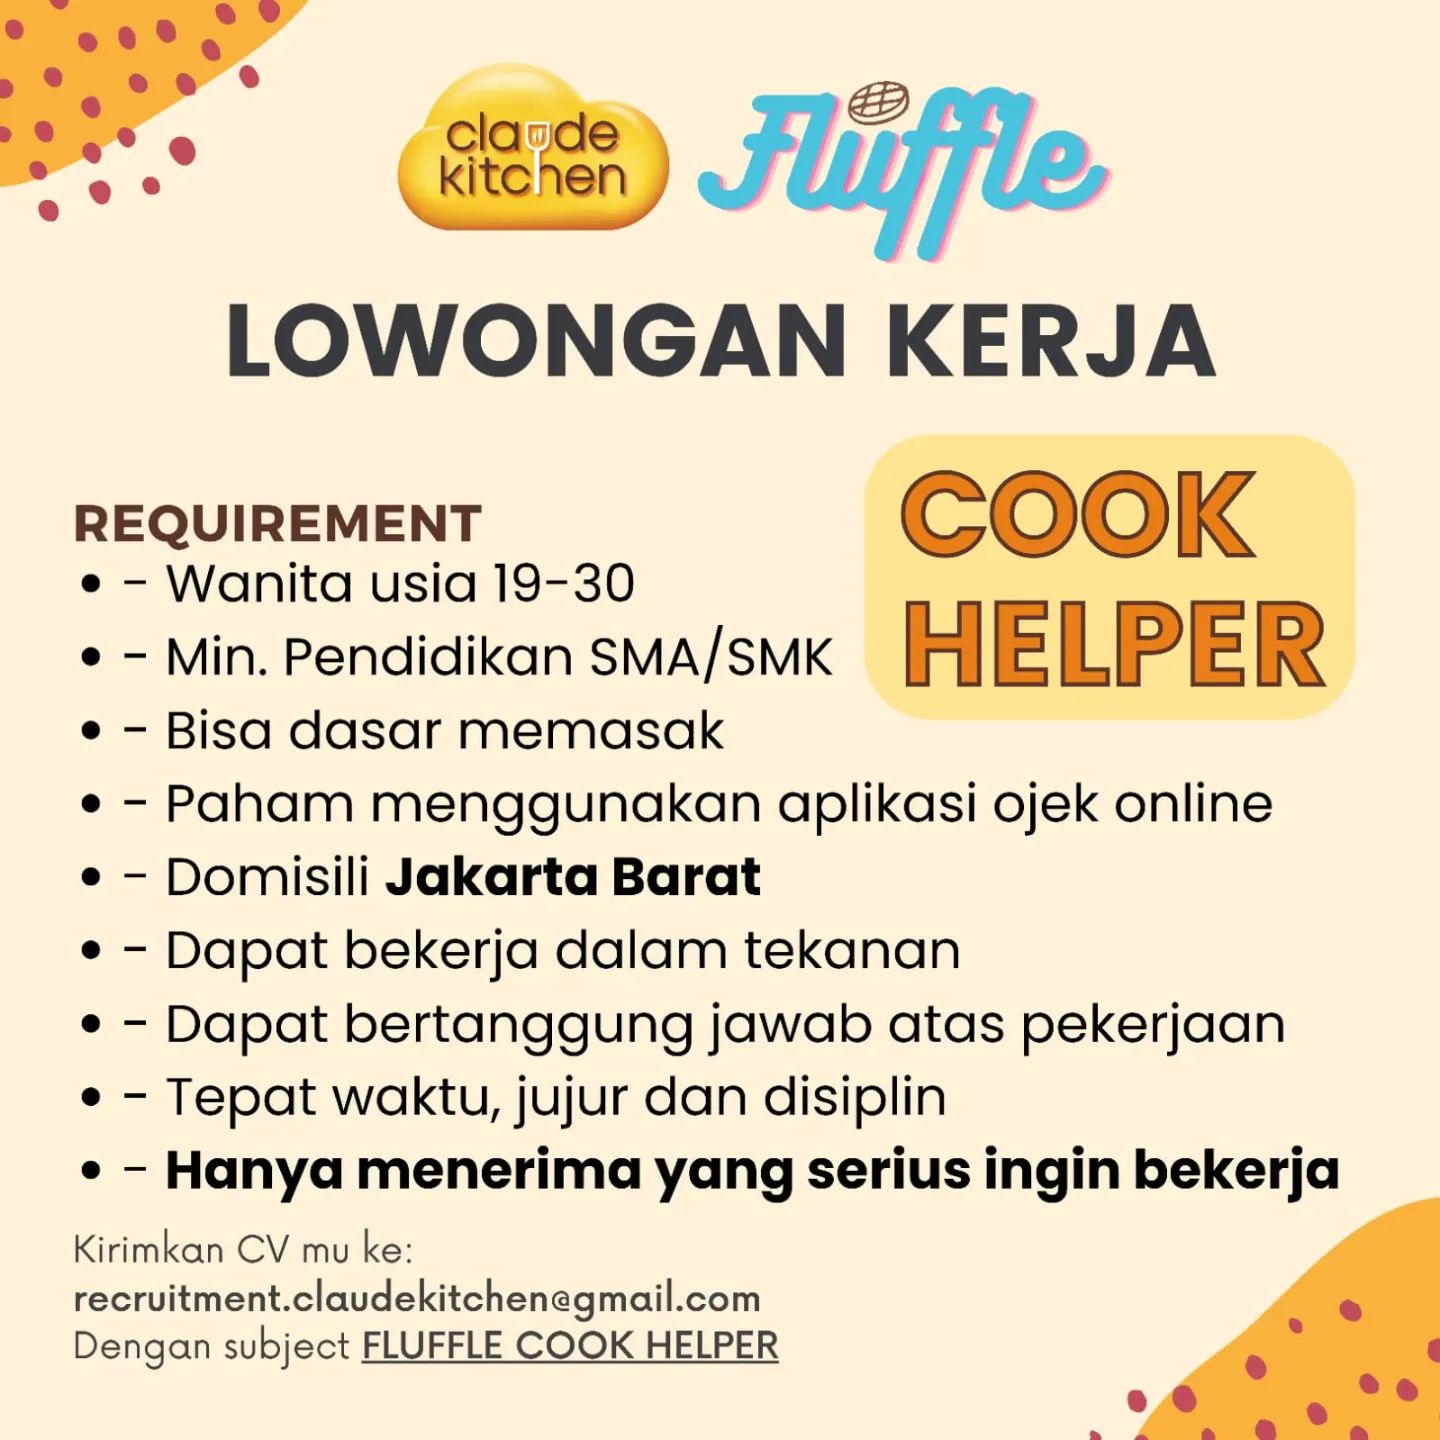 claude
kitchen
Fluffle
LOWONGAN KERJA
COOK
HELPER
REQUIREMENT
• - Wanita usia 19-30
• - Min. Pendidikan SMA/SMK
• - Bisa dasar memasak
• - Paham menggunakan aplikasi ojek online
• - Domisili Jakarta Barat
• - Dapat bekerja dalam tekanan
• - Dapat bertanggung jawab atas pekerjaan
• - Tepat waktu, jujur dan disiplin
• - Hanya menerima yang serius ingin bekerja
Kirimkan CV mu ke:
recruitment.claudekitchen@gmail.com
Dengan subject FLUFFLE COOK HELPER